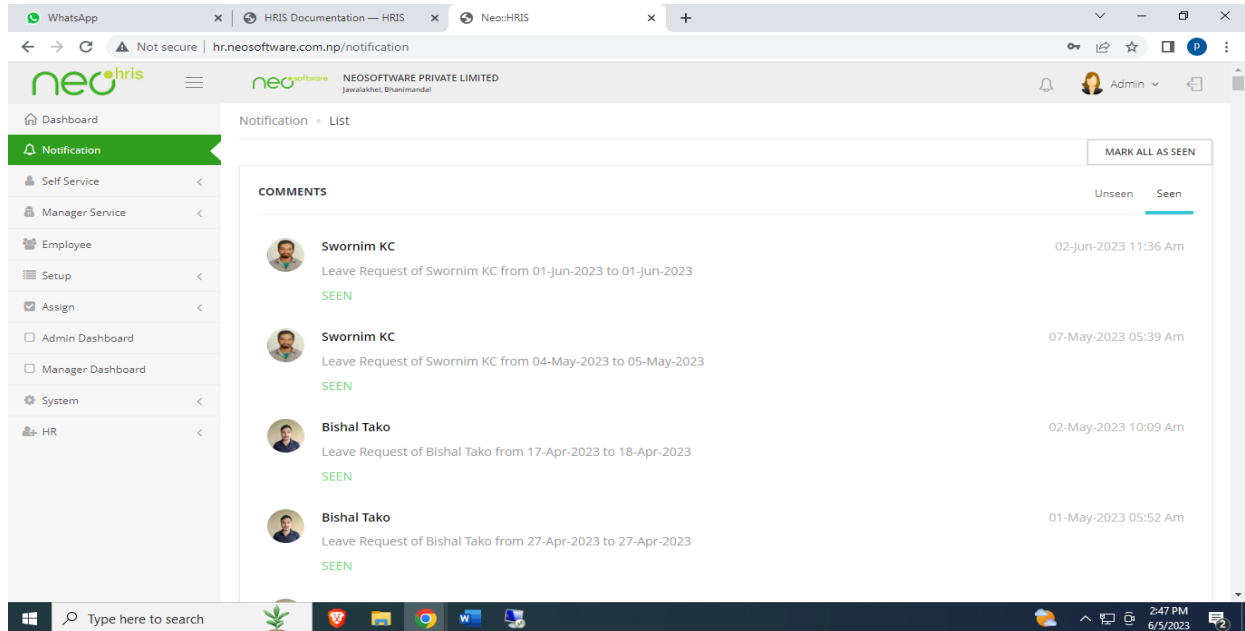 WhatsApp
HRIS Documentation — HRIS
Neo::HRIS
Not secure | hr.neosoftware.com.np/notification
P
neo hris
neo software
NEOSOFTWARE PRIVATE LIMITED
Jawalakhel, Bhanimandal
Admin
Dashboard
Notification
Self Service
Manager Service
Employee
Setup
Assign
Admin Dashboard
Manager Dashboard
System
HR
Notification List
MARK ALL AS SEEN
COMMENTS
Unseen Seen
Swornim KC 02-Jun-2023 11:36 Am
Leave Request of Swornim KC from 01-Jun-2023 to 01-Jun-2023
SEEN
Swornim KC 07-May-2023 05:39 Am
Leave Request of Swornim KC from 04-May-2023 to 05-May-2023
SEEN
Bishal Tako 02-May-2023 10:09 Am
Leave Request of Bishal Tako from 17-Apr-2023 to 18-Apr-2023
SEEN
Bishal Tako 01-May-2023 05:52 Am
Leave Request of Bishal Tako from 27-Apr-2023 to 27-Apr-2023
SEEN
Type here to search
2:47 PM
6/5/2023
2